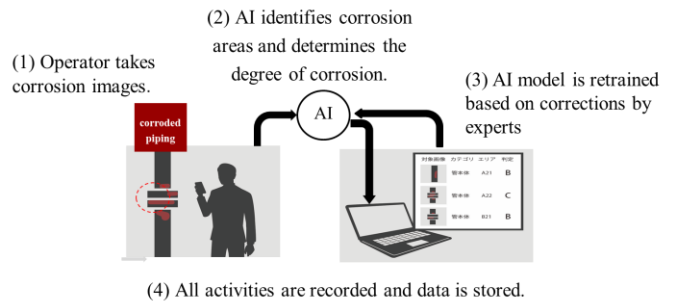 (2) AI identifies corrosion
areas and determines the
degree of corrosion.
(1) Operator takes
corrosion images.
(3) AI model is retrained
based on corrections by
experts
corroded
piping
AI
対象画像 カテゴリ エリア 判定
管本体 A21 B
管本体 A22 C
管本体 B21 B
(4) All activities are recorded and data is stored.